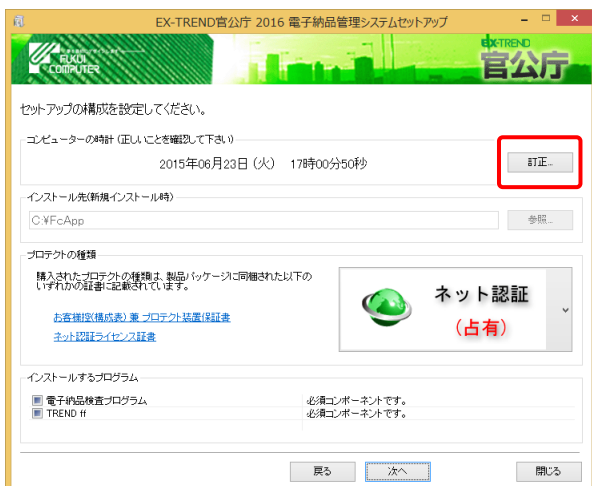 EX-TREND官公庁 2016 電子納品管理システムセットアップ
FUKUI
COMPUTER
EX-TREND
官公庁
セットアップの構成を設定してください。
コンピューターの時計 (正しいことを確認して下さい)
2015年06月23日 (火) 17時00分50秒
訂正...
インストール先(新規インストール時)
C:¥FcApp
参照...
プロテクトの種類
購入されたプロテクトの種類は、製品パッケージに同梱された以下の
いずれかの証書に記載されています。
お客様控(構成表) 兼 プロテクト装置保証書
ネット認証ライセンス証書
ネット認証
(占有)
インストールするプログラム
電子納品検査プログラム 必須コンポーネントです。
TREND ff 必須コンポーネントです。
戻る 次へ 閉じる